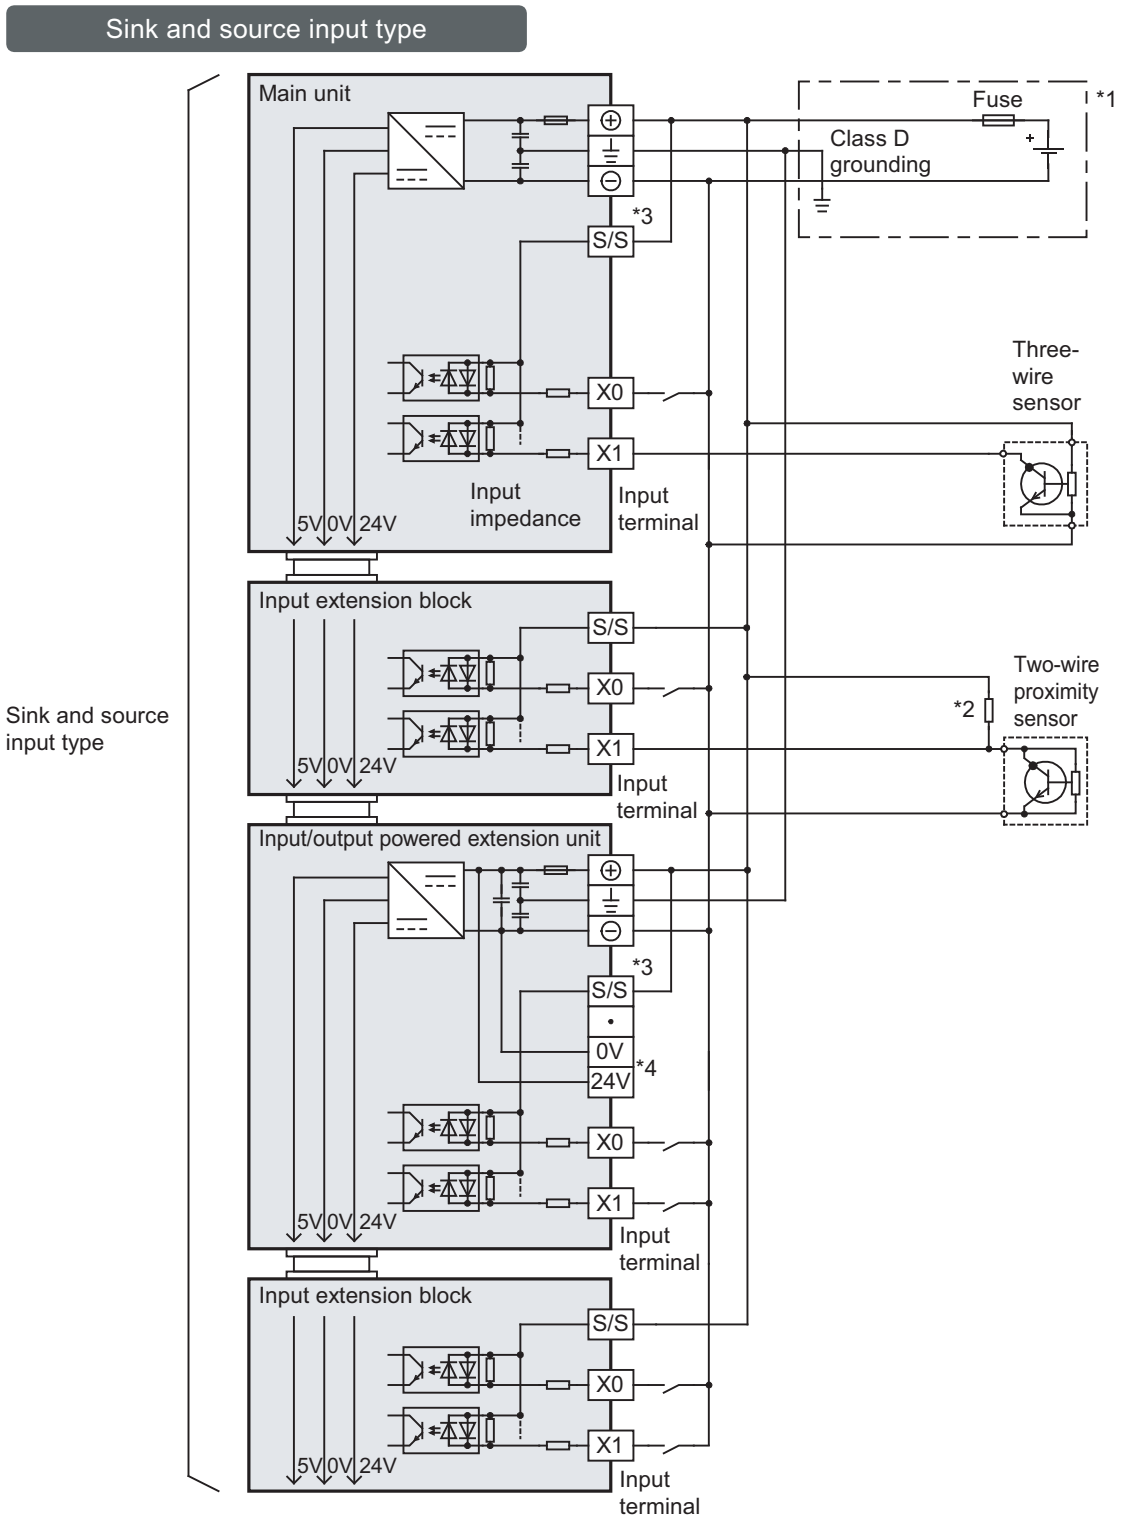 Sink and source input type
Main unit
Fuse
*1
Class D
grounding
+
*3
S/S
Three-
wire
sensor
X0
X1
Input
impedance
Input
terminal
5V 0V 24V
Input extension block
S/S
X0
X1
5V 0V 24V
Input
terminal
Two-wire
proximity
sensor
*2
Sink and source
input type
Input/output powered extension unit
*3
S/S
0V
24V
*4
X0
X1
5V 0V 24V
Input
terminal
Input extension block
S/S
X0
X1
5V 0V 24V
Input
terminal